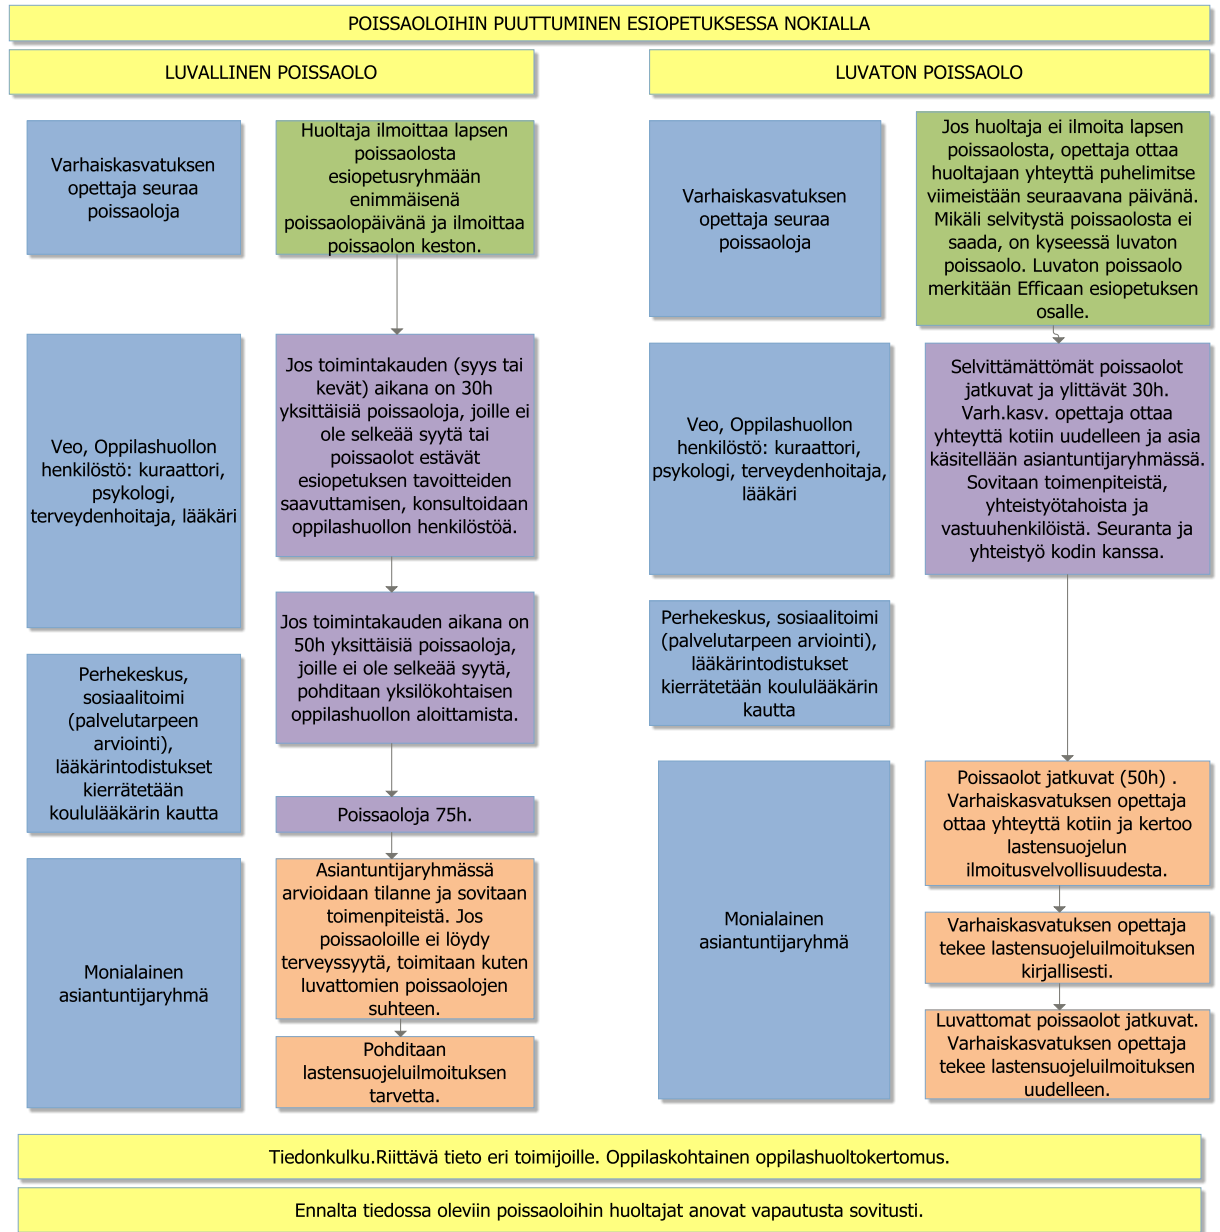 POISSAOLOIHIN PUUTTUMINEN ESIOPETUKSESSA NOKIALLA
LUVALLINEN POISSAOLO
Varhaiskasvatuksen
opettaja seuraa
poissaoloja
Huoltaja ilmoittaa lapsen
poissaolosta
esiopetusryhmään
enimmäisenä
poissaolopäivänä ja ilmoittaa
poissaolon keston.
Veo, Oppilashuollon
henkilöstö: kuraattori,
psykologi,
terveydenhoitaja, lääkäri
Jos toimintakauden (syys tai
kevät) aikana on 30h
yksittäisiä poissaoloja, joille ei
ole selkeää syytä tai
poissaolot estävät
esiopetuksen tavoitteiden
saavuttamisen, konsultoidaan
oppilashuollon henkilöstöä.
Jos toimintakauden aikana on
50h yksittäisiä poissaoloja,
joille ei ole selkeää syytä,
pohditaan yksilökohtaisen
oppilashuollon aloittamista.
Perhekeskus,
sosiaalitoimi
(palvelutarpeen
arviointi),
lääkärintodistukset
kierrätetään
koululääkärin kautta
Poissaoloja 75h.
Monialainen
asiantuntijaryhmä
Asiantuntijaryhmässä
arvioidaan tilanne ja sovitaan
toimenpiteistä. Jos
poissaoloille ei löydy
terveyssyytä, toimitaan kuten
luvattomien poissaolojen
suhteen.
Pohditaan
lastensuojeluilmoituksen
tarvetta.
LUVATON POISSAOLO
Varhaiskasvatuksen
opettaja seuraa
poissaoloja
Jos huoltaja ei ilmoita lapsen
poissaolosta, opettaja ottaa
huoltajaan yhteyttä puhelimitse
viimeistään seuraavana päivänä.
Mikäli selvitystä poissaolosta ei
saada, on kyseessä luvaton
poissaolo. Luvaton poissaolo
merkitään Efficaan esiopetuksen
osalle.
Veo, Oppilashuollon
henkilöstö: kuraattori,
psykologi, terveydenhoitaja,
lääkäri
Selvittämättömät poissaolot
jatkuvat ja ylittävät 30h.
Varh.kasv. opettaja ottaa
yhteyttä kotiin uudelleen ja asia
käsitellään asiantuntijaryhmässä.
Sovitaan toimenpiteistä,
yhteistyötahoista ja
vastuuhenkilöistä. Seuranta ja
yhteistyö kodin kanssa.
Perhekeskus, sosiaalitoimi
(palvelutarpeen arviointi),
lääkärintodistukset
kierrätetään koululääkärin
kautta
Monialainen
asiantuntijaryhmä
Poissaolot jatkuvat (50h) .
Varhaiskasvatuksen opettaja
ottaa yhteyttä kotiin ja kertoo
lastensuojelun
ilmoitusvelvollisuudesta.
Varhaiskasvatuksen opettaja
tekee lastensuojeluilmoituksen
kirjallisesti.
Luvattomat poissaolot jatkuvat.
Varhaiskasvatuksen opettaja
tekee lastensuojeluilmoituksen
uudelleen.
Tiedonkulku.Riittävä tieto eri toimijoille. Oppilaskohtainen oppilashuoltokertomus.
Ennalta tiedossa oleviin poissaoloihin huoltajat anovat vapautusta sovitusti.